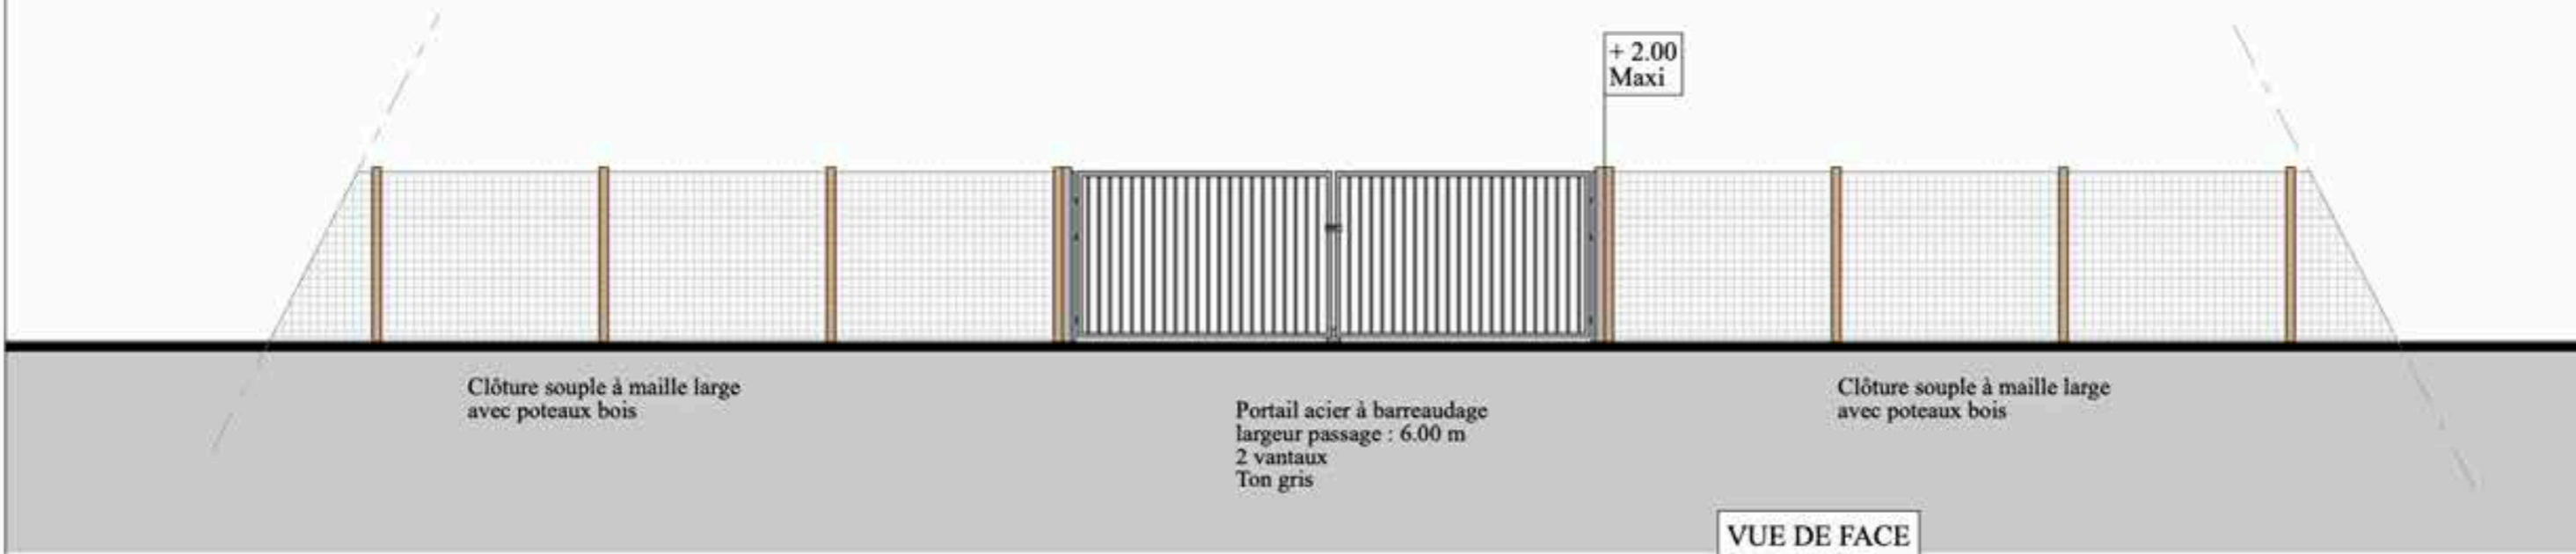 + 2.00
Maxi
Clôture souple à maille large
avec poteaux bois
Portail acier à barreaudage
largeur passage : 6.00 m
2 vantaux
Ton gris
Clôture souple à maille large
avec poteaux bois
VUE DE FACE